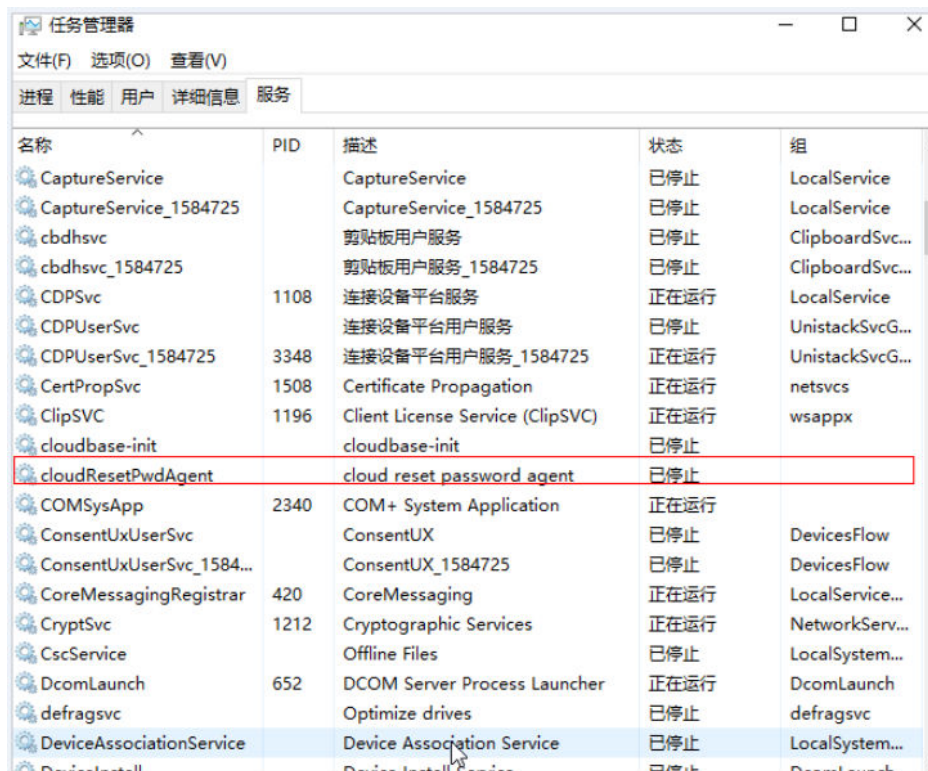 任务管理器
文件(F) 选项(O) 查看(V)
进程 性能 用户 详细信息 服务
名称 PID 描述 状态 组
CaptureService CaptureService 已停止 LocalService
CaptureService_1584725 CaptureService_1584725 已停止 LocalService
cbdhsvc 剪贴板用户服务 已停止 ClipboardSvc...
cbdhsvc_1584725 剪贴板用户服务_1584725 已停止 ClipboardSvc...
CDPSvc 1108 连接设备平台服务 正在运行 LocalService
CDPUserSvc 连接设备平台用户服务 已停止 UnistackSvcG...
CDPUserSvc_1584725 3348 连接设备平台用户服务_1584725 正在运行 UnistackSvcG...
CertPropSvc 1508 Certificate Propagation 正在运行 netsvcs
ClipSVC 1196 Client License Service (ClipSVC) 正在运行 wsappx
cloudbase-init cloudbase-init 已停止
cloudResetPwdAgent cloud reset password agent 已停止
COMSysApp 2340 COM+ System Application 正在运行
ConsentUxUserSvc ConsentUX 已停止 DevicesFlow
ConsentUxUserSvc_1584... ConsentUX_1584725 已停止 DevicesFlow
CoreMessagingRegistrar 420 CoreMessaging 正在运行 LocalService...
CryptSvc 1212 Cryptographic Services 正在运行 NetworkServ...
CscService Offline Files 已停止 LocalSystem...
DcomLaunch 652 DCOM Server Process Launcher 正在运行 DcomLaunch
defragsvc Optimize drives 已停止 defragsvc
DeviceAssociationService Device Association Service 已停止 LocalSystem...
DeviceInstall Device Install Service 已停止 DcomLaunch